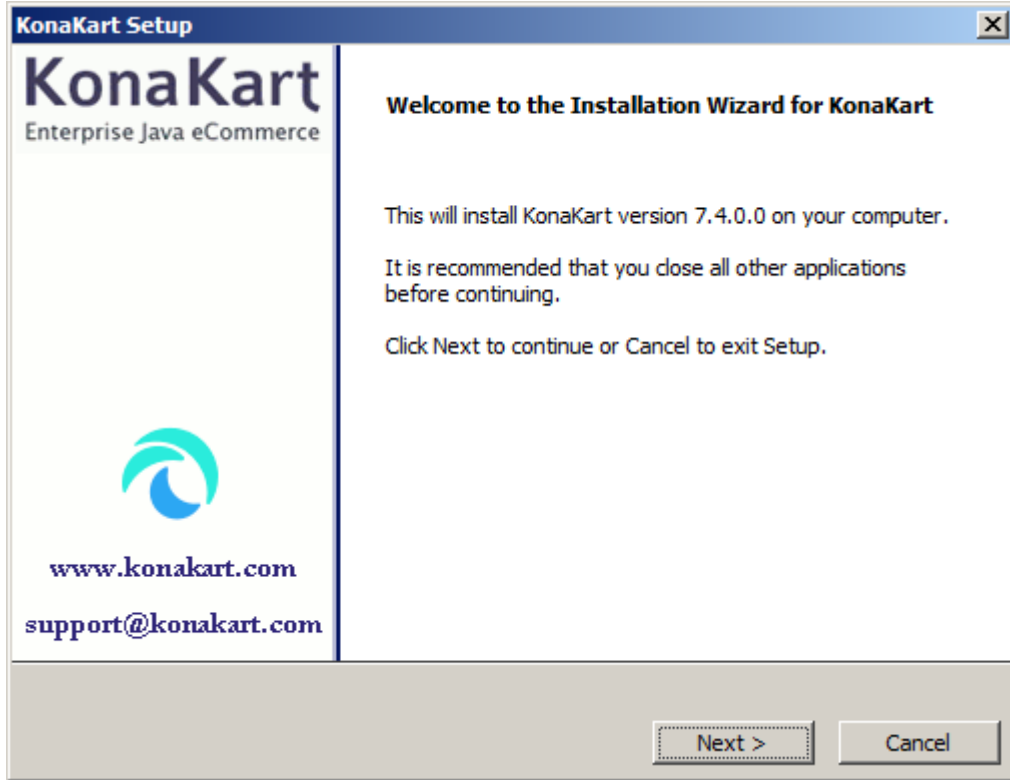 KonaKart Setup
KonaKart
Enterprise Java eCommerce
www.konakart.com
support@konakart.com
Welcome to the Installation Wizard for KonaKart
This will install KonaKart version 7.4.0.0 on your computer.
It is recommended that you close all other applications
before continuing.
Click Next to continue or Cancel to exit Setup.
Next >
Cancel